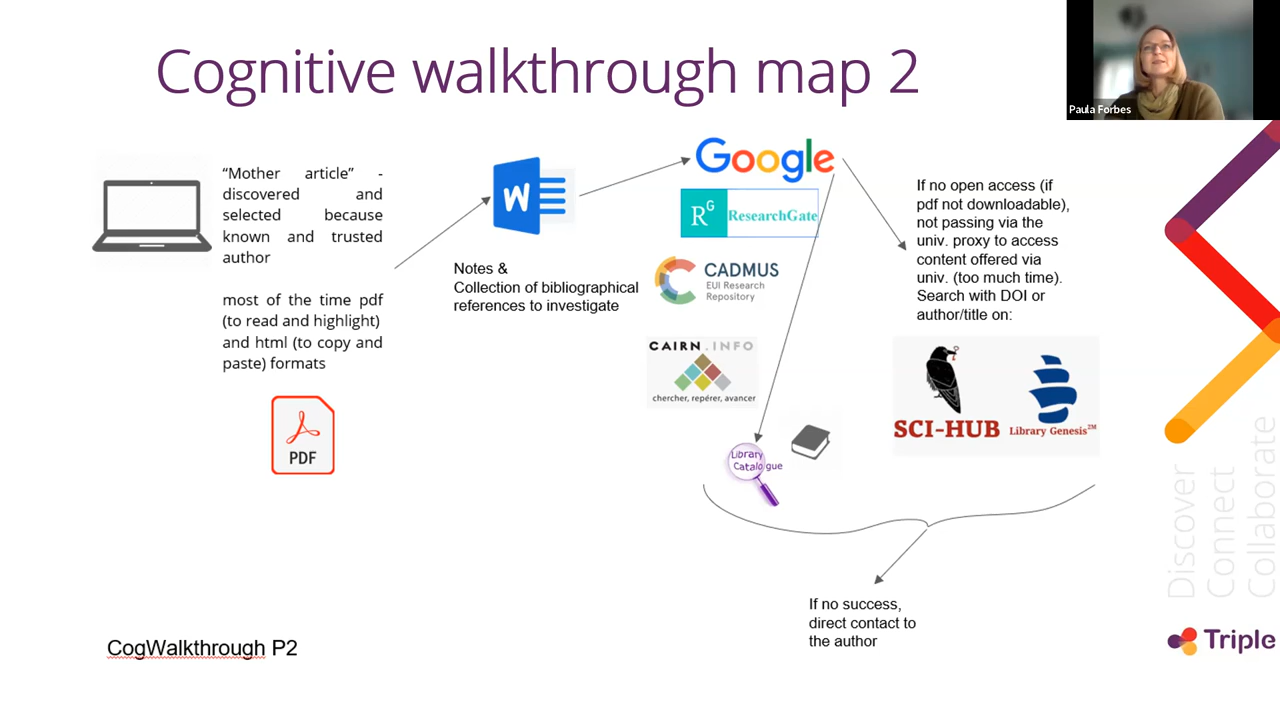 Cognitive walkthrough map 2
Paula Forbes
“Mother article” -
discovered and
selected because
known and trusted
author
most of the time pdf
(to read and highlight)
and html (to copy and
paste) formats
PDF
W
Notes &
Collection of bibliographical
references to investigate
Google
RG
ResearchGate
CADMUS
EUI Research
Repository
CAIRN.INFO
chercher, repérer, avancer
Library
Catalogue
If no open access (if
pdf not downloadable),
not passing via the
univ. proxy to access
content offered via
univ. (too much time).
Search with DOI or
author/title on:
SCI-HUB
Library Genesis™
If no success,
direct contact to
the author
CogWalkthrough P2
Discover
Connect
Collaborate
Triple